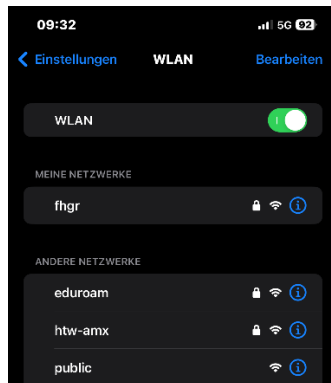 09:32 5G 92
Einstellungen WLAN Bearbeiten
WLAN
MEINE NETZWERKE
fhgr
ANDERE NETZWERKE
eduroam
htw-amx
public